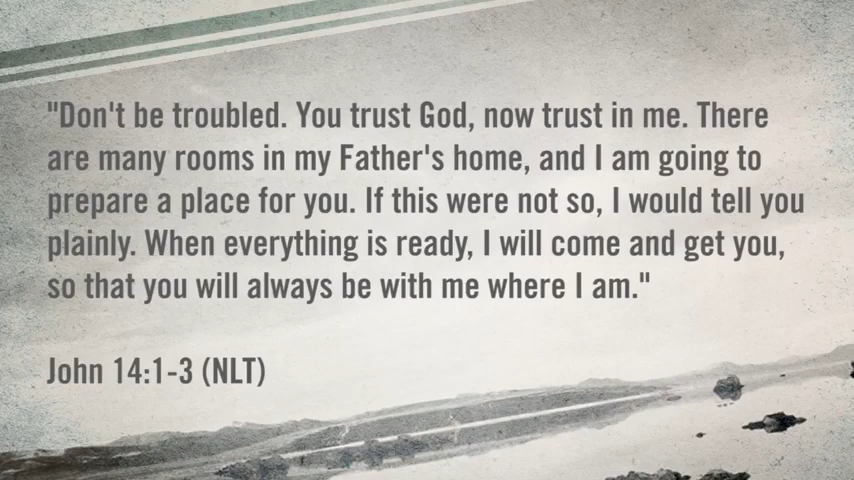 "Don't be troubled. You trust God, now trust in me. There
are many rooms in my Father's home, and I am going to
prepare a place for you. If this were not so, I would tell you
plainly. When everything is ready, I will come and get you,
so that you will always be with me where I am."
John 14:1-3 (NLT)